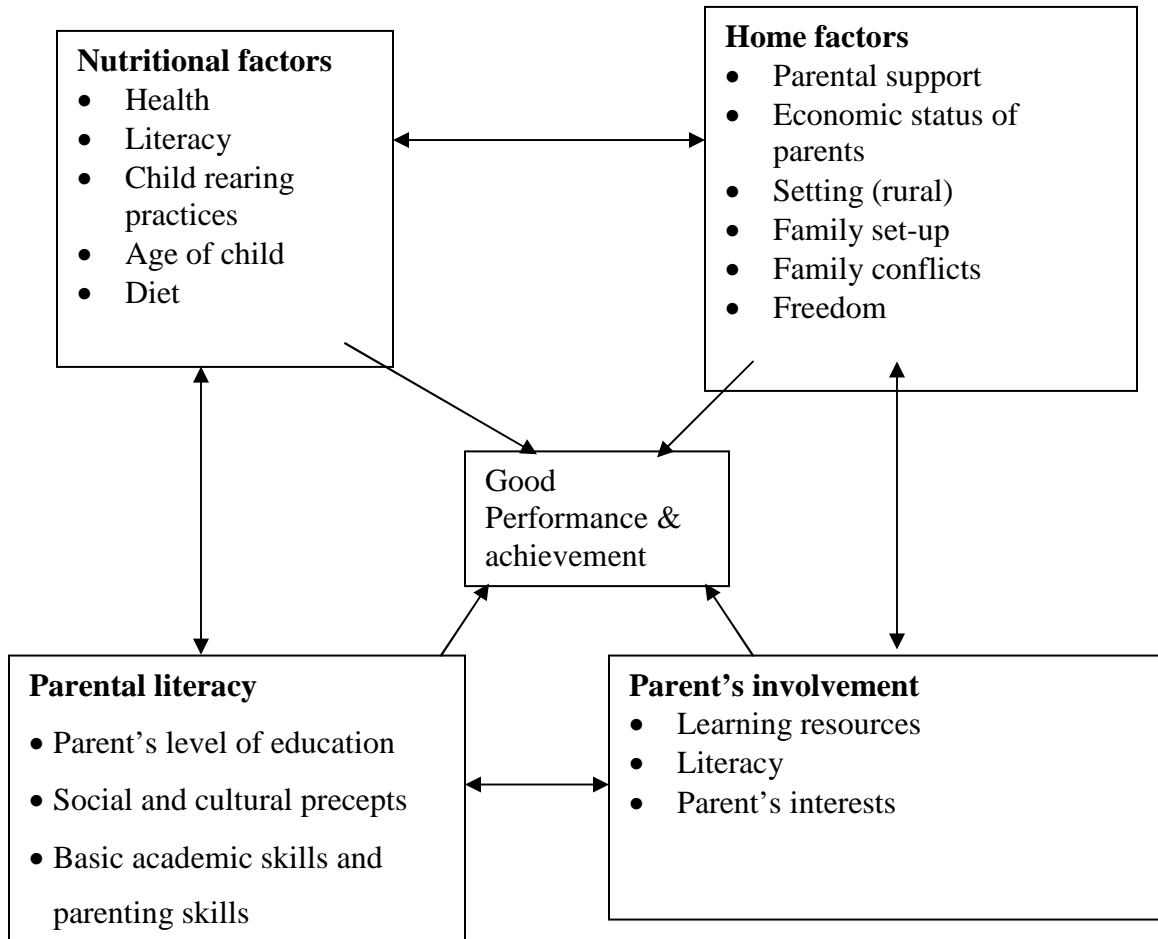 Nutritional factors
• Health
• Literacy
• Child rearing
practices
• Age of child
• Diet
Home factors
• Parental support
• Economic status of
parents
• Setting (rural)
• Family set-up
• Family conflicts
• Freedom
Good
Performance &
achievement
Parental literacy
• Parent’s level of education
• Social and cultural precepts
• Basic academic skills and
parenting skills
Parent’s involvement
• Learning resources
• Literacy
• Parent’s interests